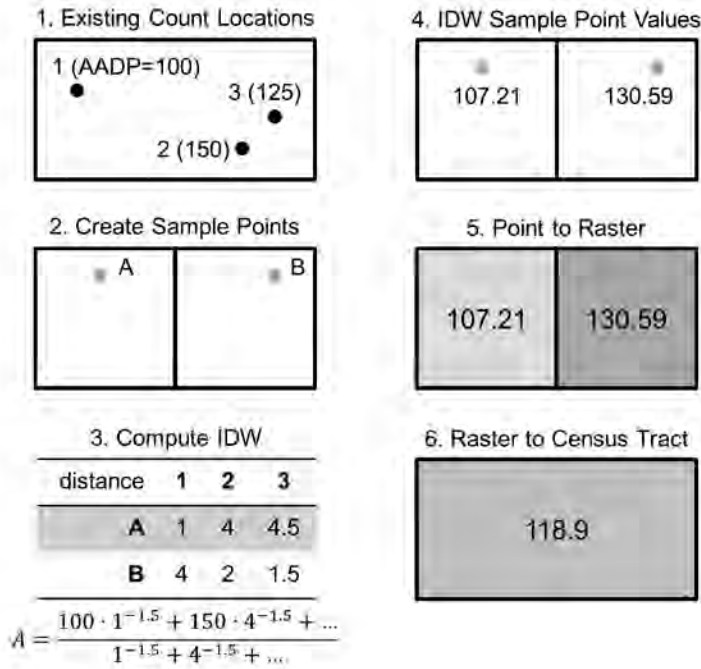 1. Existing Count Locations
1 (AADP=100)
3 (125)
2 (150)
2. Create Sample Points
A
B
3. Compute IDW
distance 1 2 3
A 1 4 4.5
B 4 2 1.5
A = (100 · 1^{-1.5} + 150 · 4^{-1.5} + ...) / (1^{-1.5} + 4^{-1.5} + ...)
4. IDW Sample Point Values
107.21 130.59
5. Point to Raster
107.21 130.59
6. Raster to Census Tract
118.9